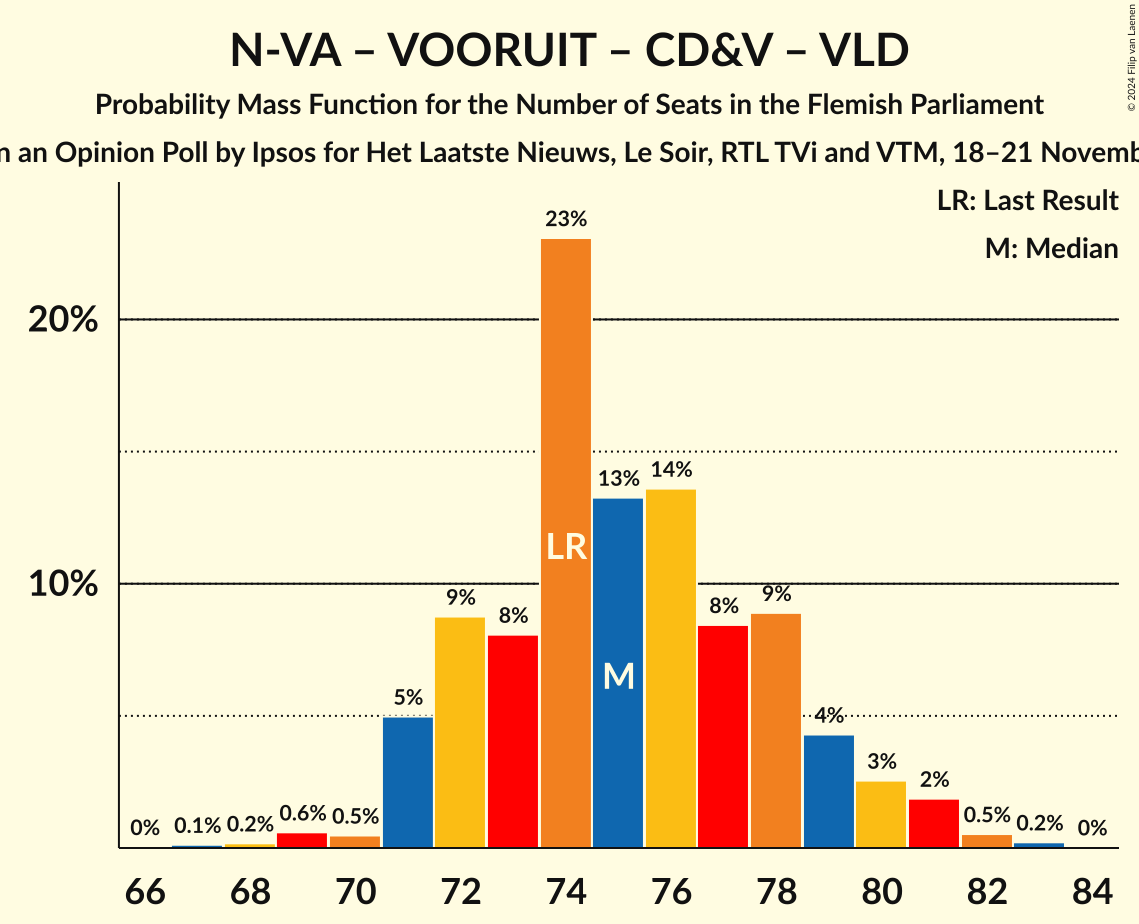 N-VA – VOORUIT – CD&V – VLD
Probability Mass Function for the Number of Seats in the Flemish Parliament
an Opinion Poll by Ipsos for Het Laatste Nieuws, Le Soir, RTL TVi and VTM, 18–21
© 2024 Filip van Laenen
LR: Last Result
M: Median
20%
10%
0%
0.1%
0.2%
0.6%
0.5%
5%
9%
8%
23%
13%
14%
8%
9%
4%
3%
2%
0.5%
0.2%
0%
LR
M
66 68 70 72 74 76 78 80 82 84